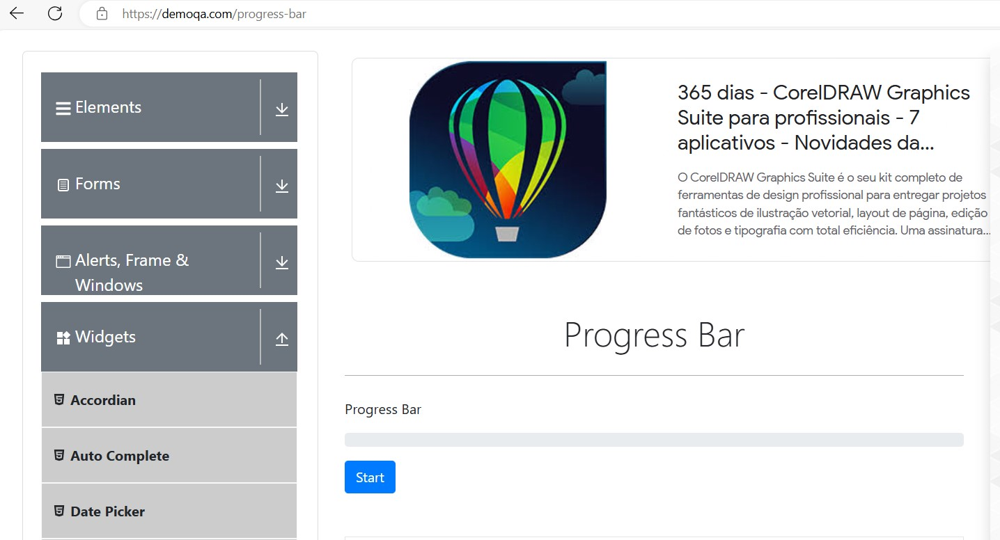 https://demoqa.com/progress-bar
Elements
Forms
Alerts, Frame &
Windows
Widgets
Accordian
Auto Complete
Date Picker
365 dias - CorelDRAW Graphics
Suite para profissionais - 7
aplicativos - Novidades da...
O CorelDRAW Graphics Suite é o seu kit completo de
ferramentas de design profissional para entregar projetos
fantásticos de ilustração vetorial, layout de página, edição
de fotos e tipografia com total eficiência. Uma assinatura...
Progress Bar
Progress Bar
Start